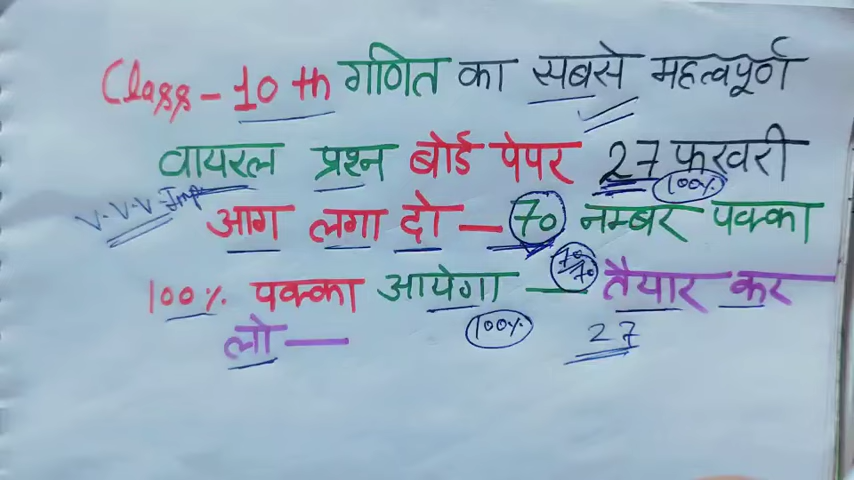 Class - 10 th गणित का सबसे महत्वपूर्ण
वायरल प्रश्न बोर्ड पेपर 27 फरवरी
100%
V.V.V. Imp
आग लगा दो — 70 नम्बर पक्का
70/70
100% पक्का आयेगा — तैयार कर
लो —
100%
27